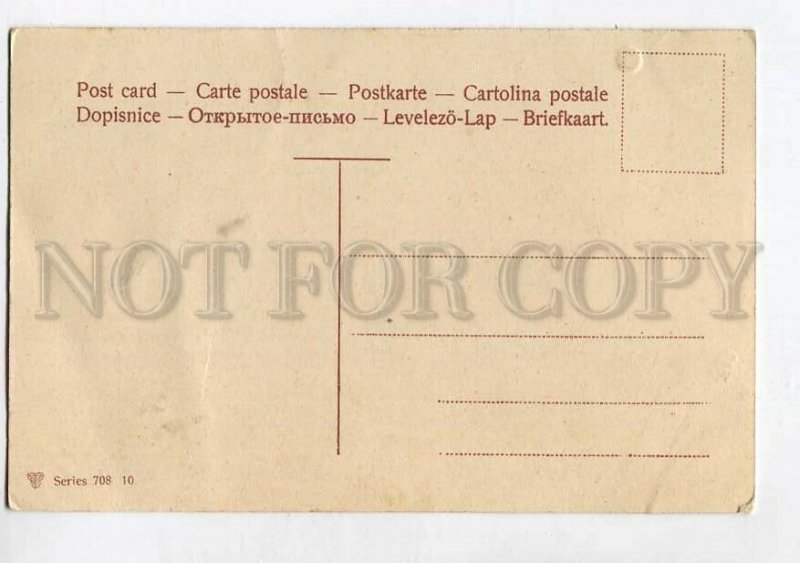 Post card — Carte postale — Postkarte — Cartolina postale
Dopisnice — Открытое-письмо — Levelezö-Lap — Briefkaart.
NOT FOR COPY
Series 708 10